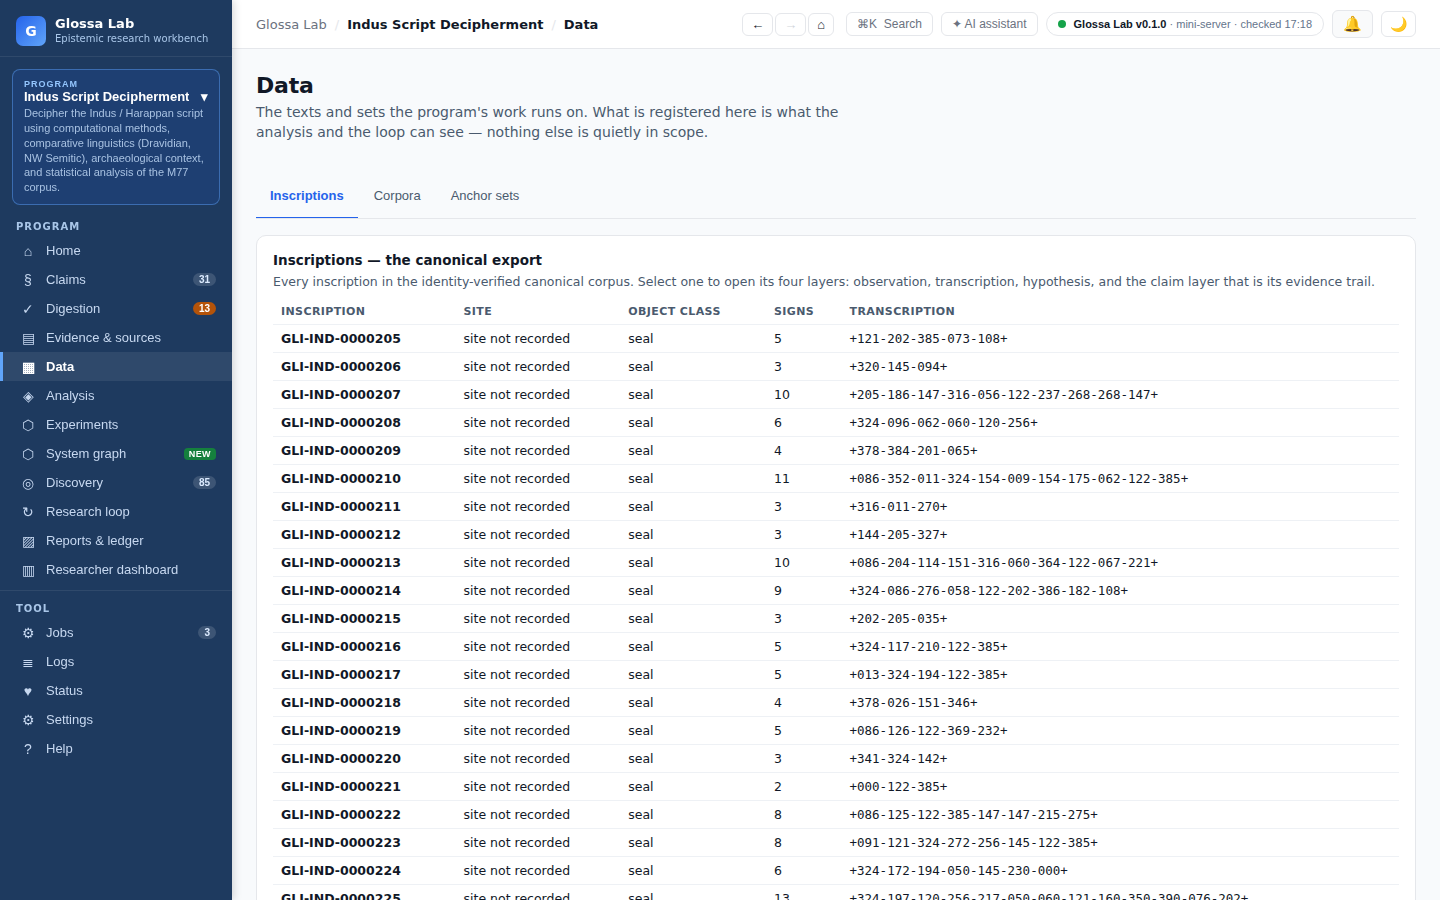 G
Glossa Lab
Epistemic research workbench
PROGRAM
Indus Script Decipherment ▾
Decipher the Indus / Harappan script
using computational methods,
comparative linguistics (Dravidian,
NW Semitic), archaeological context,
and statistical analysis of the M77
corpus.
PROGRAM
Home
Claims 31
Digestion 13
Evidence & sources
Data
Analysis
Experiments
System graph NEW
Discovery 85
Research loop
Reports & ledger
Researcher dashboard
TOOL
Jobs 3
Logs
Status
Settings
Help
Glossa Lab / Indus Script Decipherment / Data
⌘K Search
AI assistant
Glossa Lab v0.1.0 · mini-server · checked 17:18
Data
The texts and sets the program's work runs on. What is registered here is what the
analysis and the loop can see — nothing else is quietly in scope.
Inscriptions Corpora Anchor sets
Inscriptions — the canonical export
Every inscription in the identity-verified canonical corpus. Select one to open its four layers: observation, transcription, hypothesis, and the claim layer that is its evidence trail.
INSCRIPTION SITE OBJECT CLASS SIGNS TRANSCRIPTION
GLI-IND-0000205 site not recorded seal 5 +121-202-385-073-108+
GLI-IND-0000206 site not recorded seal 3 +320-145-094+
GLI-IND-0000207 site not recorded seal 10 +205-186-147-316-056-122-237-268-268-147+
GLI-IND-0000208 site not recorded seal 6 +324-096-062-060-120-256+
GLI-IND-0000209 site not recorded seal 4 +378-384-201-065+
GLI-IND-0000210 site not recorded seal 11 +086-352-011-324-154-009-154-175-062-122-385+
GLI-IND-0000211 site not recorded seal 3 +316-011-270+
GLI-IND-0000212 site not recorded seal 3 +144-205-327+
GLI-IND-0000213 site not recorded seal 10 +086-204-114-151-316-060-364-122-067-221+
GLI-IND-0000214 site not recorded seal 9 +324-086-276-058-122-202-386-182-108+
GLI-IND-0000215 site not recorded seal 3 +202-205-035+
GLI-IND-0000216 site not recorded seal 5 +324-117-210-122-385+
GLI-IND-0000217 site not recorded seal 5 +013-324-194-122-385+
GLI-IND-0000218 site not recorded seal 4 +378-026-151-346+
GLI-IND-0000219 site not recorded seal 5 +086-126-122-369-232+
GLI-IND-0000220 site not recorded seal 3 +341-324-142+
GLI-IND-0000221 site not recorded seal 2 +000-122-385+
GLI-IND-0000222 site not recorded seal 8 +086-125-122-385-147-147-215-275+
GLI-IND-0000223 site not recorded seal 8 +091-121-324-272-256-145-122-385+
GLI-IND-0000224 site not recorded seal 6 +324-172-194-050-145-230-000+
GLI-IND-0000225 site not recorded seal 13 +324-197-120-256-217-050-060-121-160-350-390-076-202+